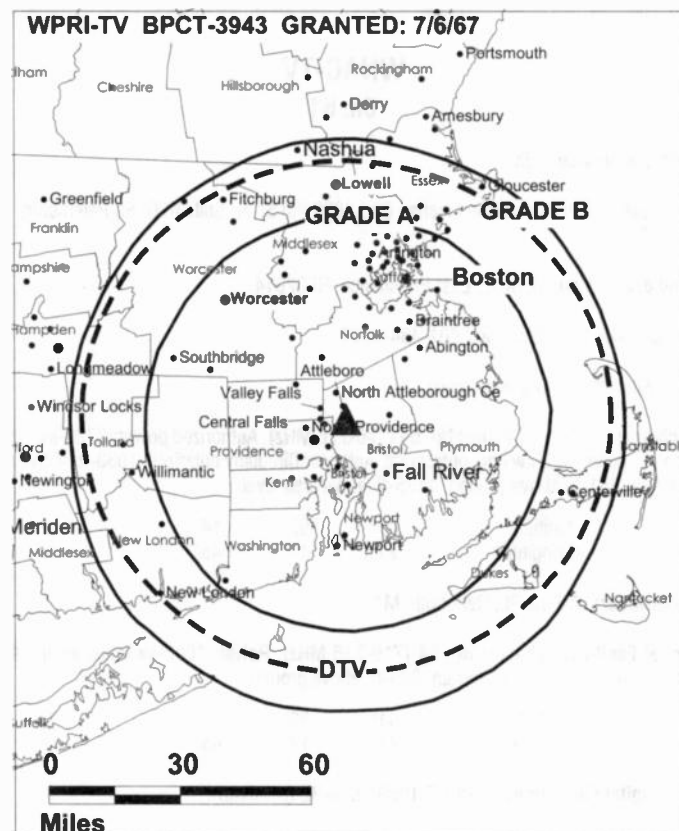 WPRI-TV BPCT-3943 GRANTED: 7/6/67
Portsmouth
Rockingham
Cheshire
Hillsborough
Derry
Amesbury
Nashua
Lowell
Essex
Gloucester
Greenfield
Fitchburg
Franklin
GRADE A
GRADE B
Middlesex
Arlington
Worcester
Boston
Worcester
Braintree
Norfolk
Abington
Southbridge
Attleboro
Longmeadow
Valley Falls
North Attleborough Ce
Windsor Locks
Central Falls
North Providence
Tolland
Providence
Bristol
Plymouth
Barnstable
Willimantic
Kent
Bristol
Fall River
Newington
Centerville
Meriden
New London
Newport
Middlesex
Washington
Newport
Dukes
New London
Nantucket
DTV
0 30 60
Miles